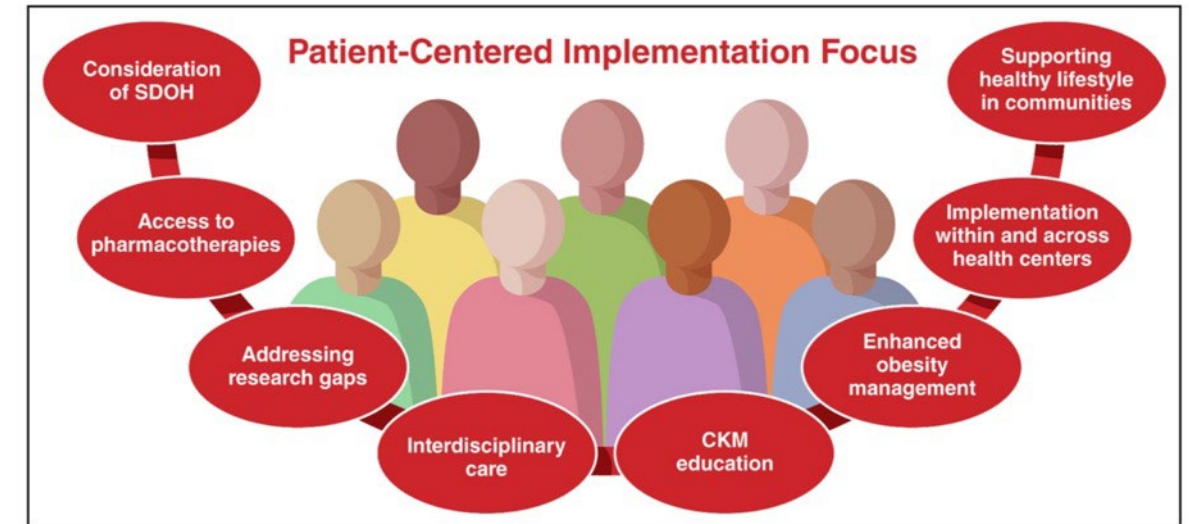 Patient-Centered Implementation Focus
Consideration
of SDOH
Access to
pharmacotherapies
Addressing
research gaps
Interdisciplinary
care
CKM
education
Enhanced
obesity
management
Implementation
within and across
health centers
Supporting
healthy lifestyle
in communities